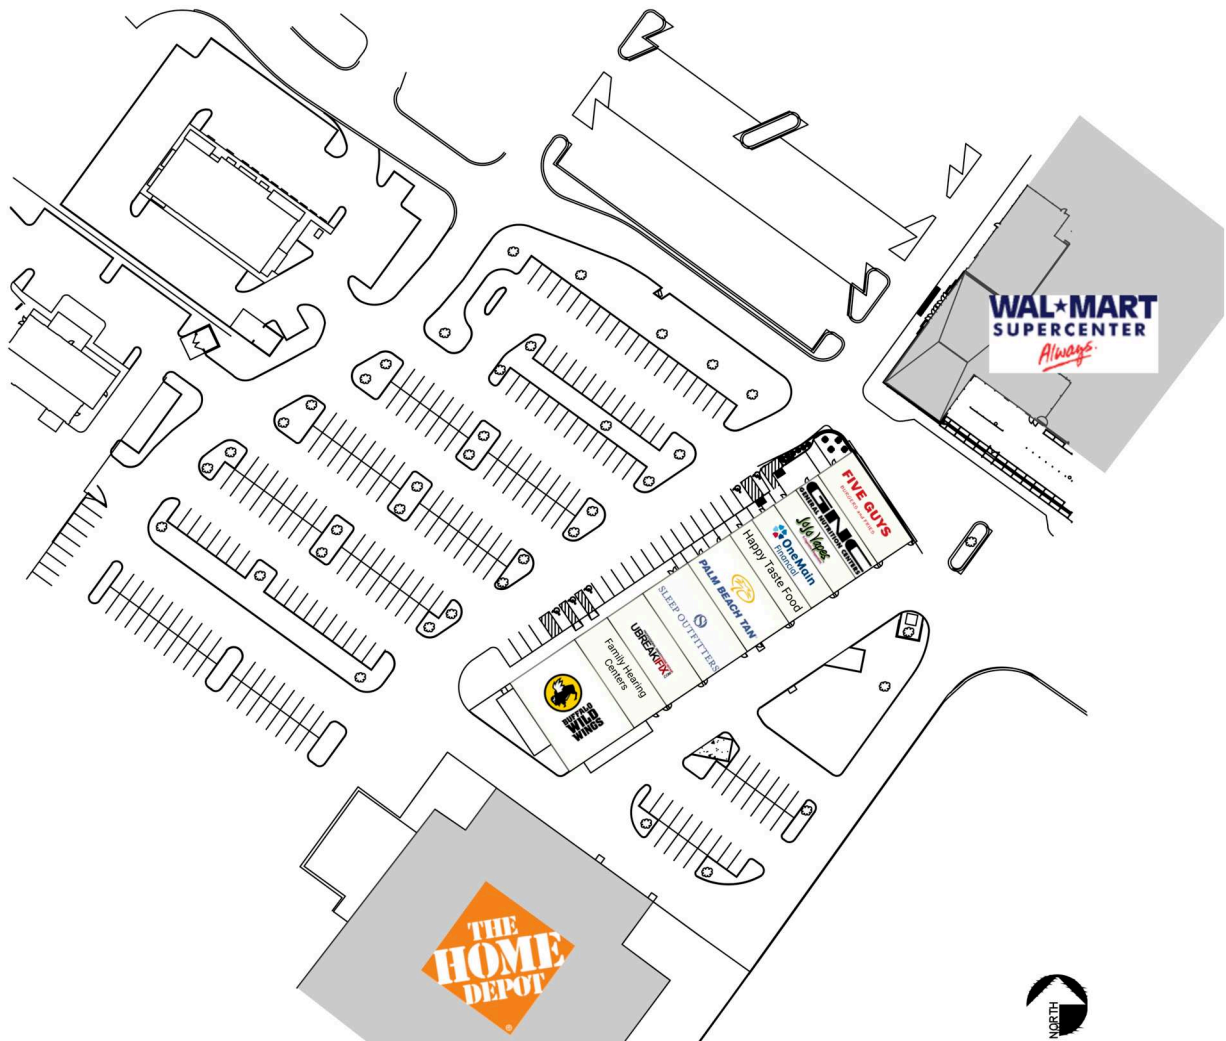 WAL★MART
SUPERCENTER
Always.
FIVE GUYS
BURGERS and FRIES
GNC
GENERAL NUTRITION CENTERS
JoJo Vapes
OneMain
Financial
Happy Taste Food
PALM BEACH TAN
SLEEP OUTFITTERS
UBREAKIFIX
Family Hearing
Centers
BUFFALO
WILD
WINGS
THE
HOME
DEPOT
®
NORTH